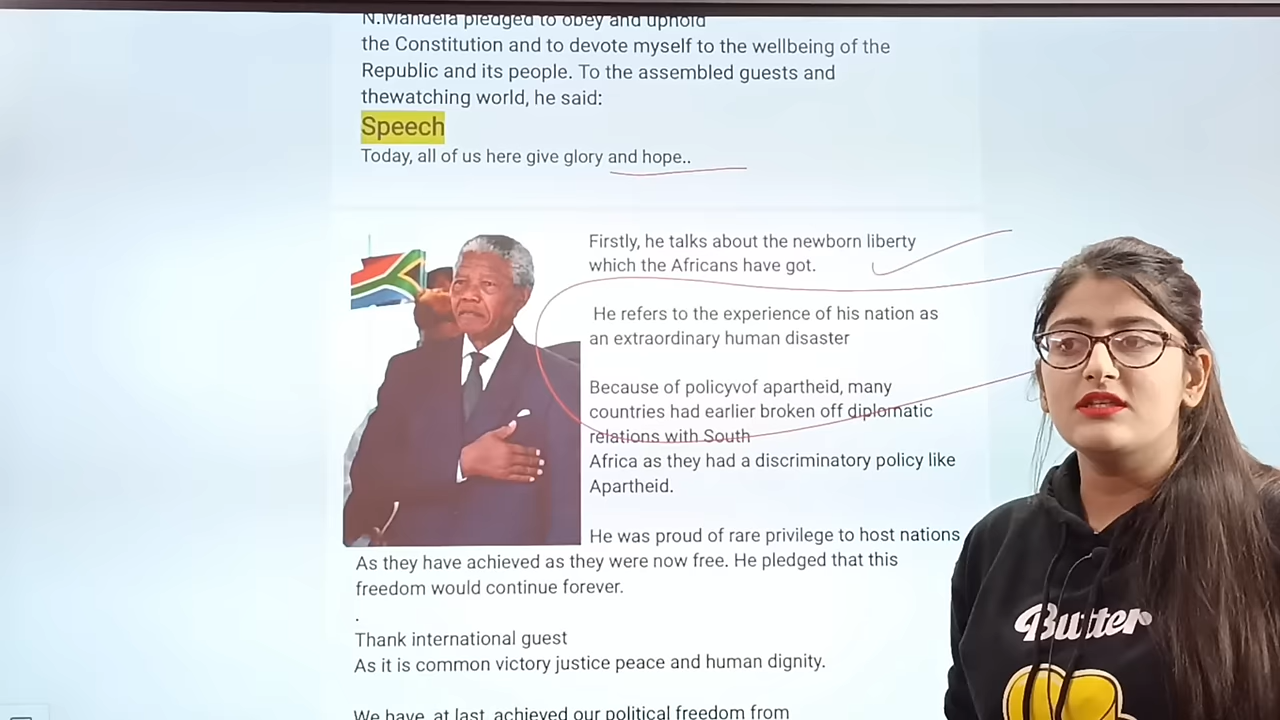 N.Mandela pledged to obey and uphold
the Constitution and to devote myself to the wellbeing of the
Republic and its people. To the assembled guests and
thewatching world, he said:
Speech
Today, all of us here give glory and hope..
Firstly, he talks about the newborn liberty
which the Africans have got.
He refers to the experience of his nation as
an extraordinary human disaster
Because of policyvof apartheid, many
countries had earlier broken off diplomatic
relations with South
Africa as they had a discriminatory policy like
Apartheid.
He was proud of rare privilege to host nations
As they have achieved as they were now free. He pledged that this
freedom would continue forever.
.
Thank international guest
As it is common victory justice peace and human dignity.
We have, at last, achieved our political freedom from
Butter